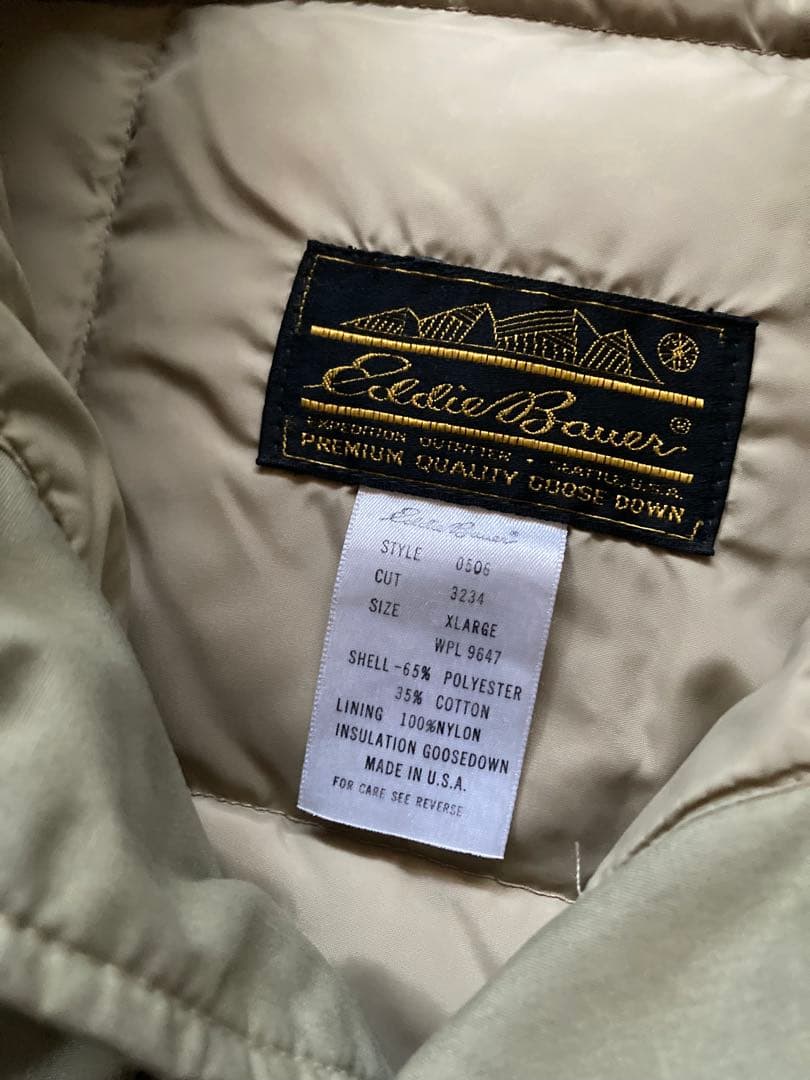 Eddie Bauer®
EXPEDITION OUTFITTER • SEATTLE, U.S.A.
PREMIUM QUALITY GOOSE DOWN
Eddie Bauer®
STYLE 0506
CUT 3234
SIZE XLARGE
WPL 9647
SHELL-65% POLYESTER
35% COTTON
LINING 100%NYLON
INSULATION GOOSEDOWN
MADE IN U.S.A.
FOR CARE SEE REVERSE